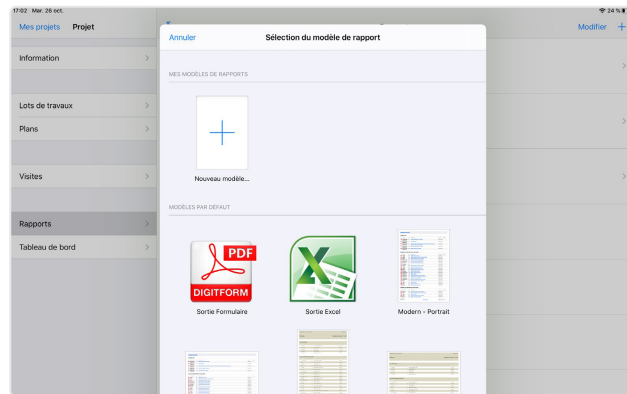 17:02 Mar. 26 oct.
24 %
Mes projets Projet
Modifier +
Annuler Sélection du modèle de rapport
Information
MES MODÈLES DE RAPPORTS
Lots de travaux
Plans
Nouveau modèle...
Visites
MODÈLES PAR DÉFAUT
Rapports
Tableau de bord
PDF
DIGITFORM
Sortie Formulaire Sortie Excel Modern - Portrait